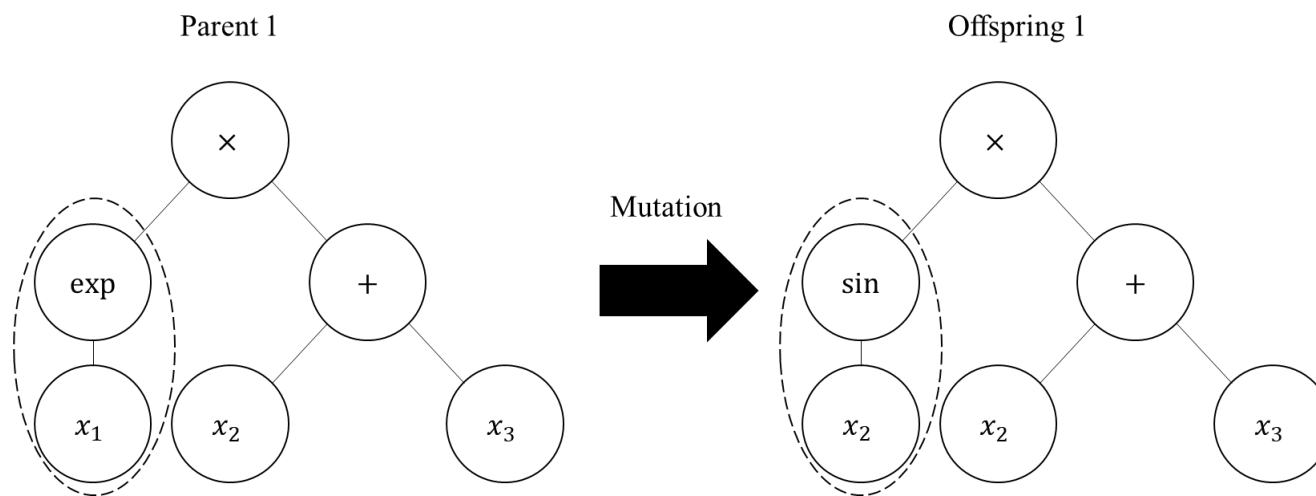 Parent 1
×
exp
+
x₁
x₂
x₃
Mutation
Offspring 1
×
sin
+
x₂
x₂
x₃